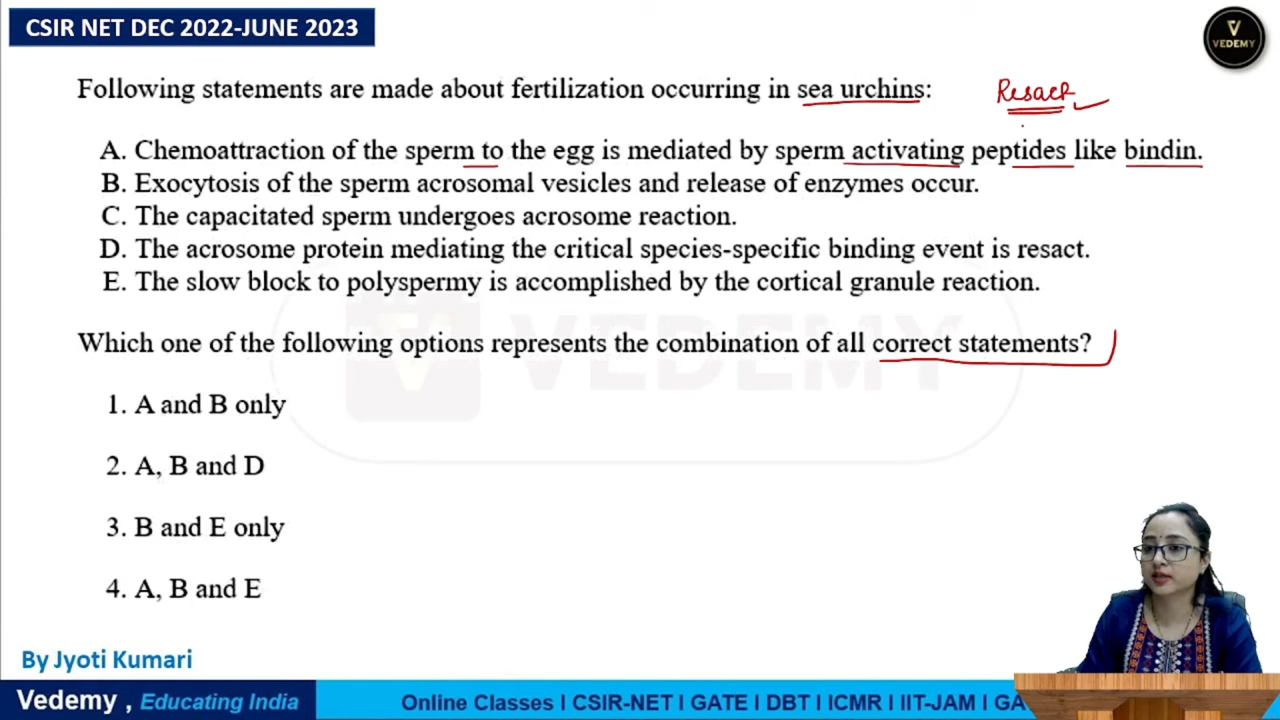 CSIR NET DEC 2022-JUNE 2023
VEDEMY
Following statements are made about fertilization occurring in sea urchins:
Resact
A. Chemoattraction of the sperm to the egg is mediated by sperm activating peptides like bindin.
B. Exocytosis of the sperm acrosomal vesicles and release of enzymes occur.
C. The capacitated sperm undergoes acrosome reaction.
D. The acrosome protein mediating the critical species-specific binding event is resact.
E. The slow block to polyspermy is accomplished by the cortical granule reaction.
VEDEMY
Which one of the following options represents the combination of all correct statements?
1. A and B only
2. A, B and D
3. B and E only
4. A, B and E
By Jyoti Kumari
Vedemy , Educating India
Online Classes I CSIR-NET I GATE I DBT I ICMR I IIT-JAM I GA